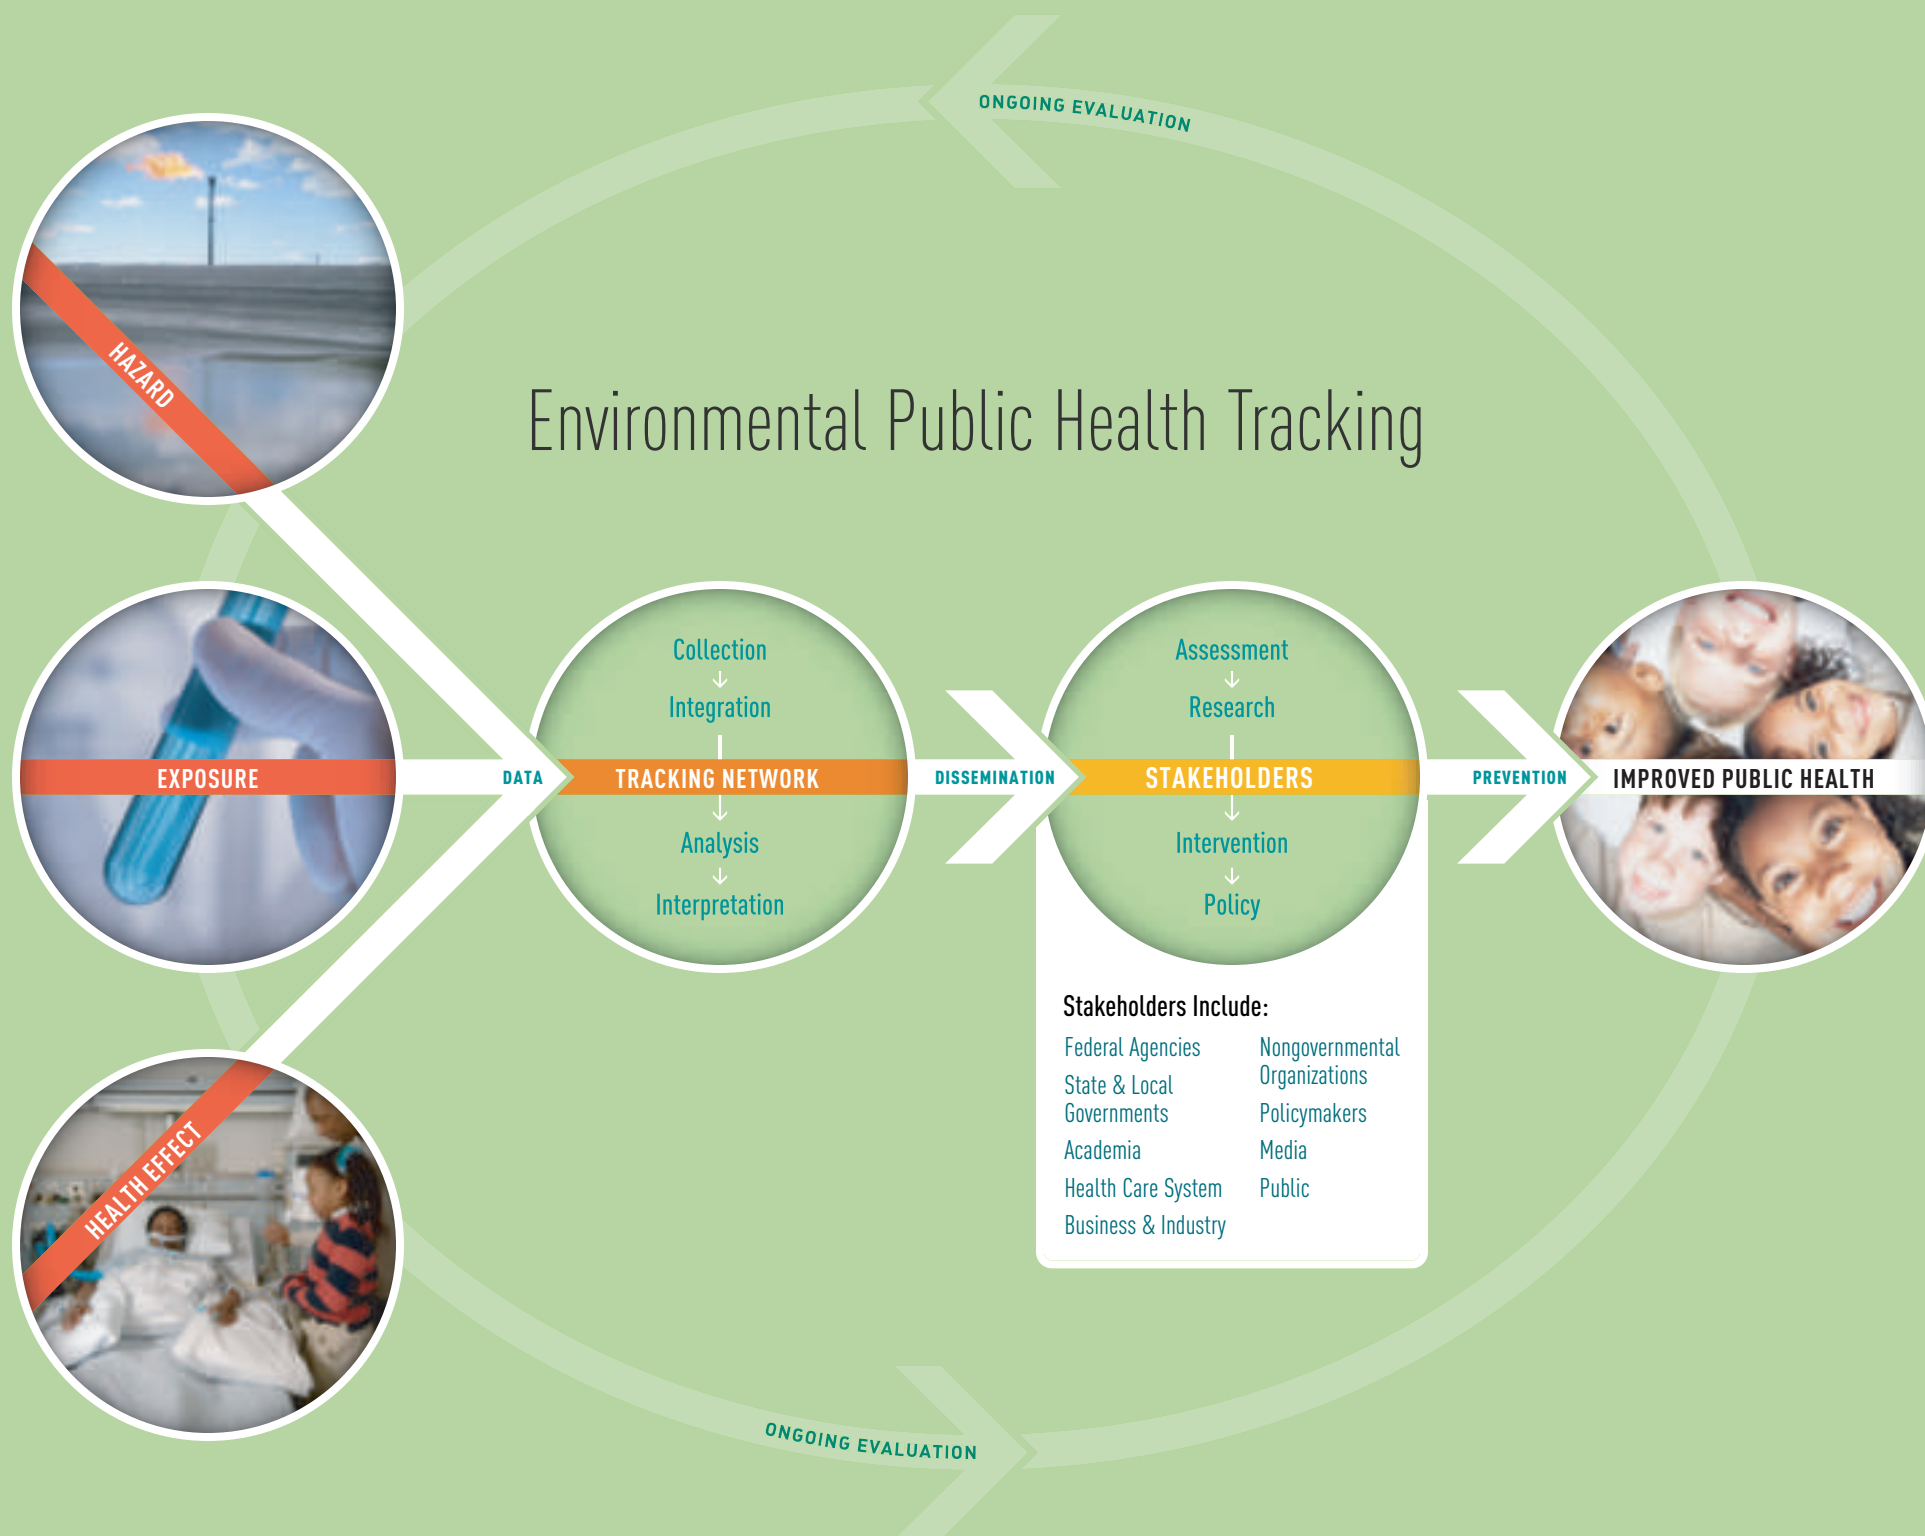 ONGOING EVALUATION
HAZARD
Environmental Public Health Tracking
EXPOSURE
DATA
Collection
↓
Integration
TRACKING NETWORK
↓
Analysis
↓
Interpretation
DISSEMINATION
Assessment
↓
Research
STAKEHOLDERS
↓
Intervention
↓
Policy
PREVENTION
IMPROVED PUBLIC HEALTH
HEALTH EFFECT
Stakeholders Include:
Federal Agencies
State & Local
Governments
Academia
Health Care System
Business & Industry
Nongovernmental
Organizations
Policymakers
Media
Public
ONGOING EVALUATION